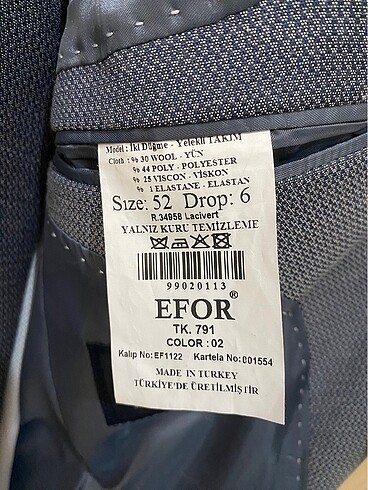 Model : İki Düğme - Yelekli TAKIM
Cloth : % 30 WOOL - YÜN
% 44 POLY - POLYESTER
% 25 VISCON - VİSKON
% 1 ELASTANE - ELASTAN
Size: 52 Drop: 6
R.34958 Lacivert
YALNIZ KURU TEMİZLEME
99020113
EFOR®
TK. 791
COLOR : 02
Kalıp No: EF1122 Kartela No: 001554
MADE IN TURKEY
TÜRKİYE'DE ÜRETİLMİŞTİR